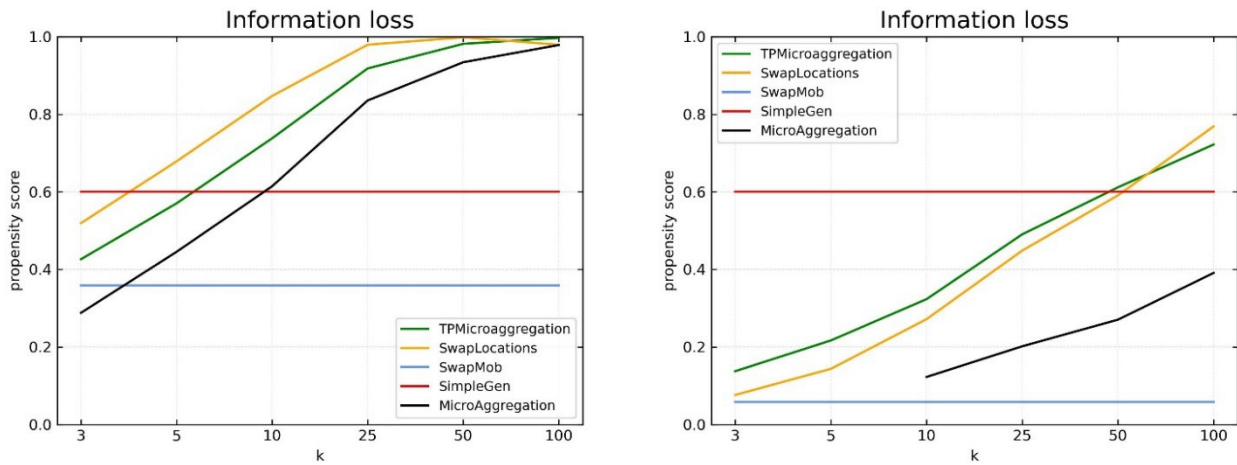 Information loss
1.0
0.8
0.6
0.4
0.2
0.0
propensity score
TPMicroaggregation
SwapLocations
SwapMob
SimpleGen
MicroAggregation
3 5 10 25 50 100
k
Information loss
1.0
0.8
0.6
0.4
0.2
0.0
propensity score
TPMicroaggregation
SwapLocations
SwapMob
SimpleGen
MicroAggregation
3 5 10 25 50 100
k